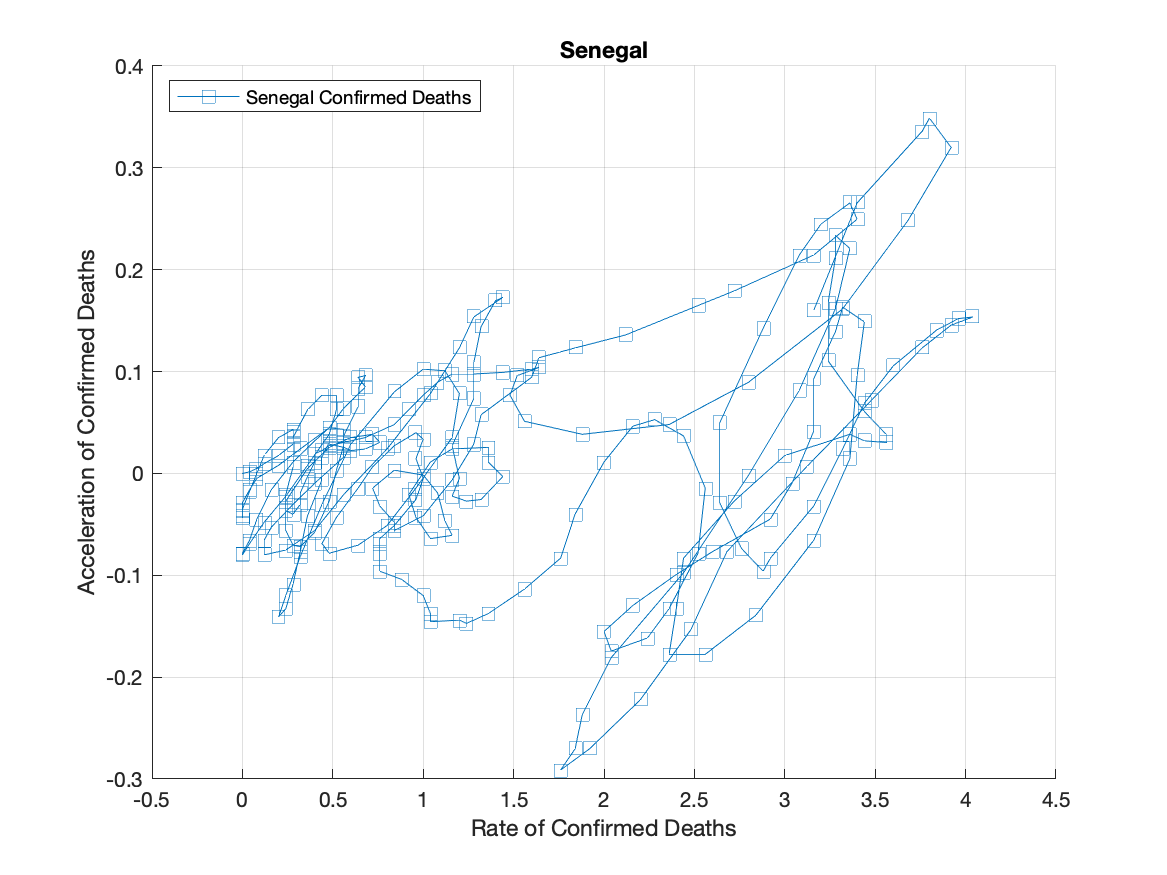 Senegal
Senegal Confirmed Deaths
0.4
0.3
0.2
0.1
0
-0.1
-0.2
-0.3
Acceleration of Confirmed Deaths
-0.5 0 0.5 1 1.5 2 2.5 3 3.5 4 4.5
Rate of Confirmed Deaths